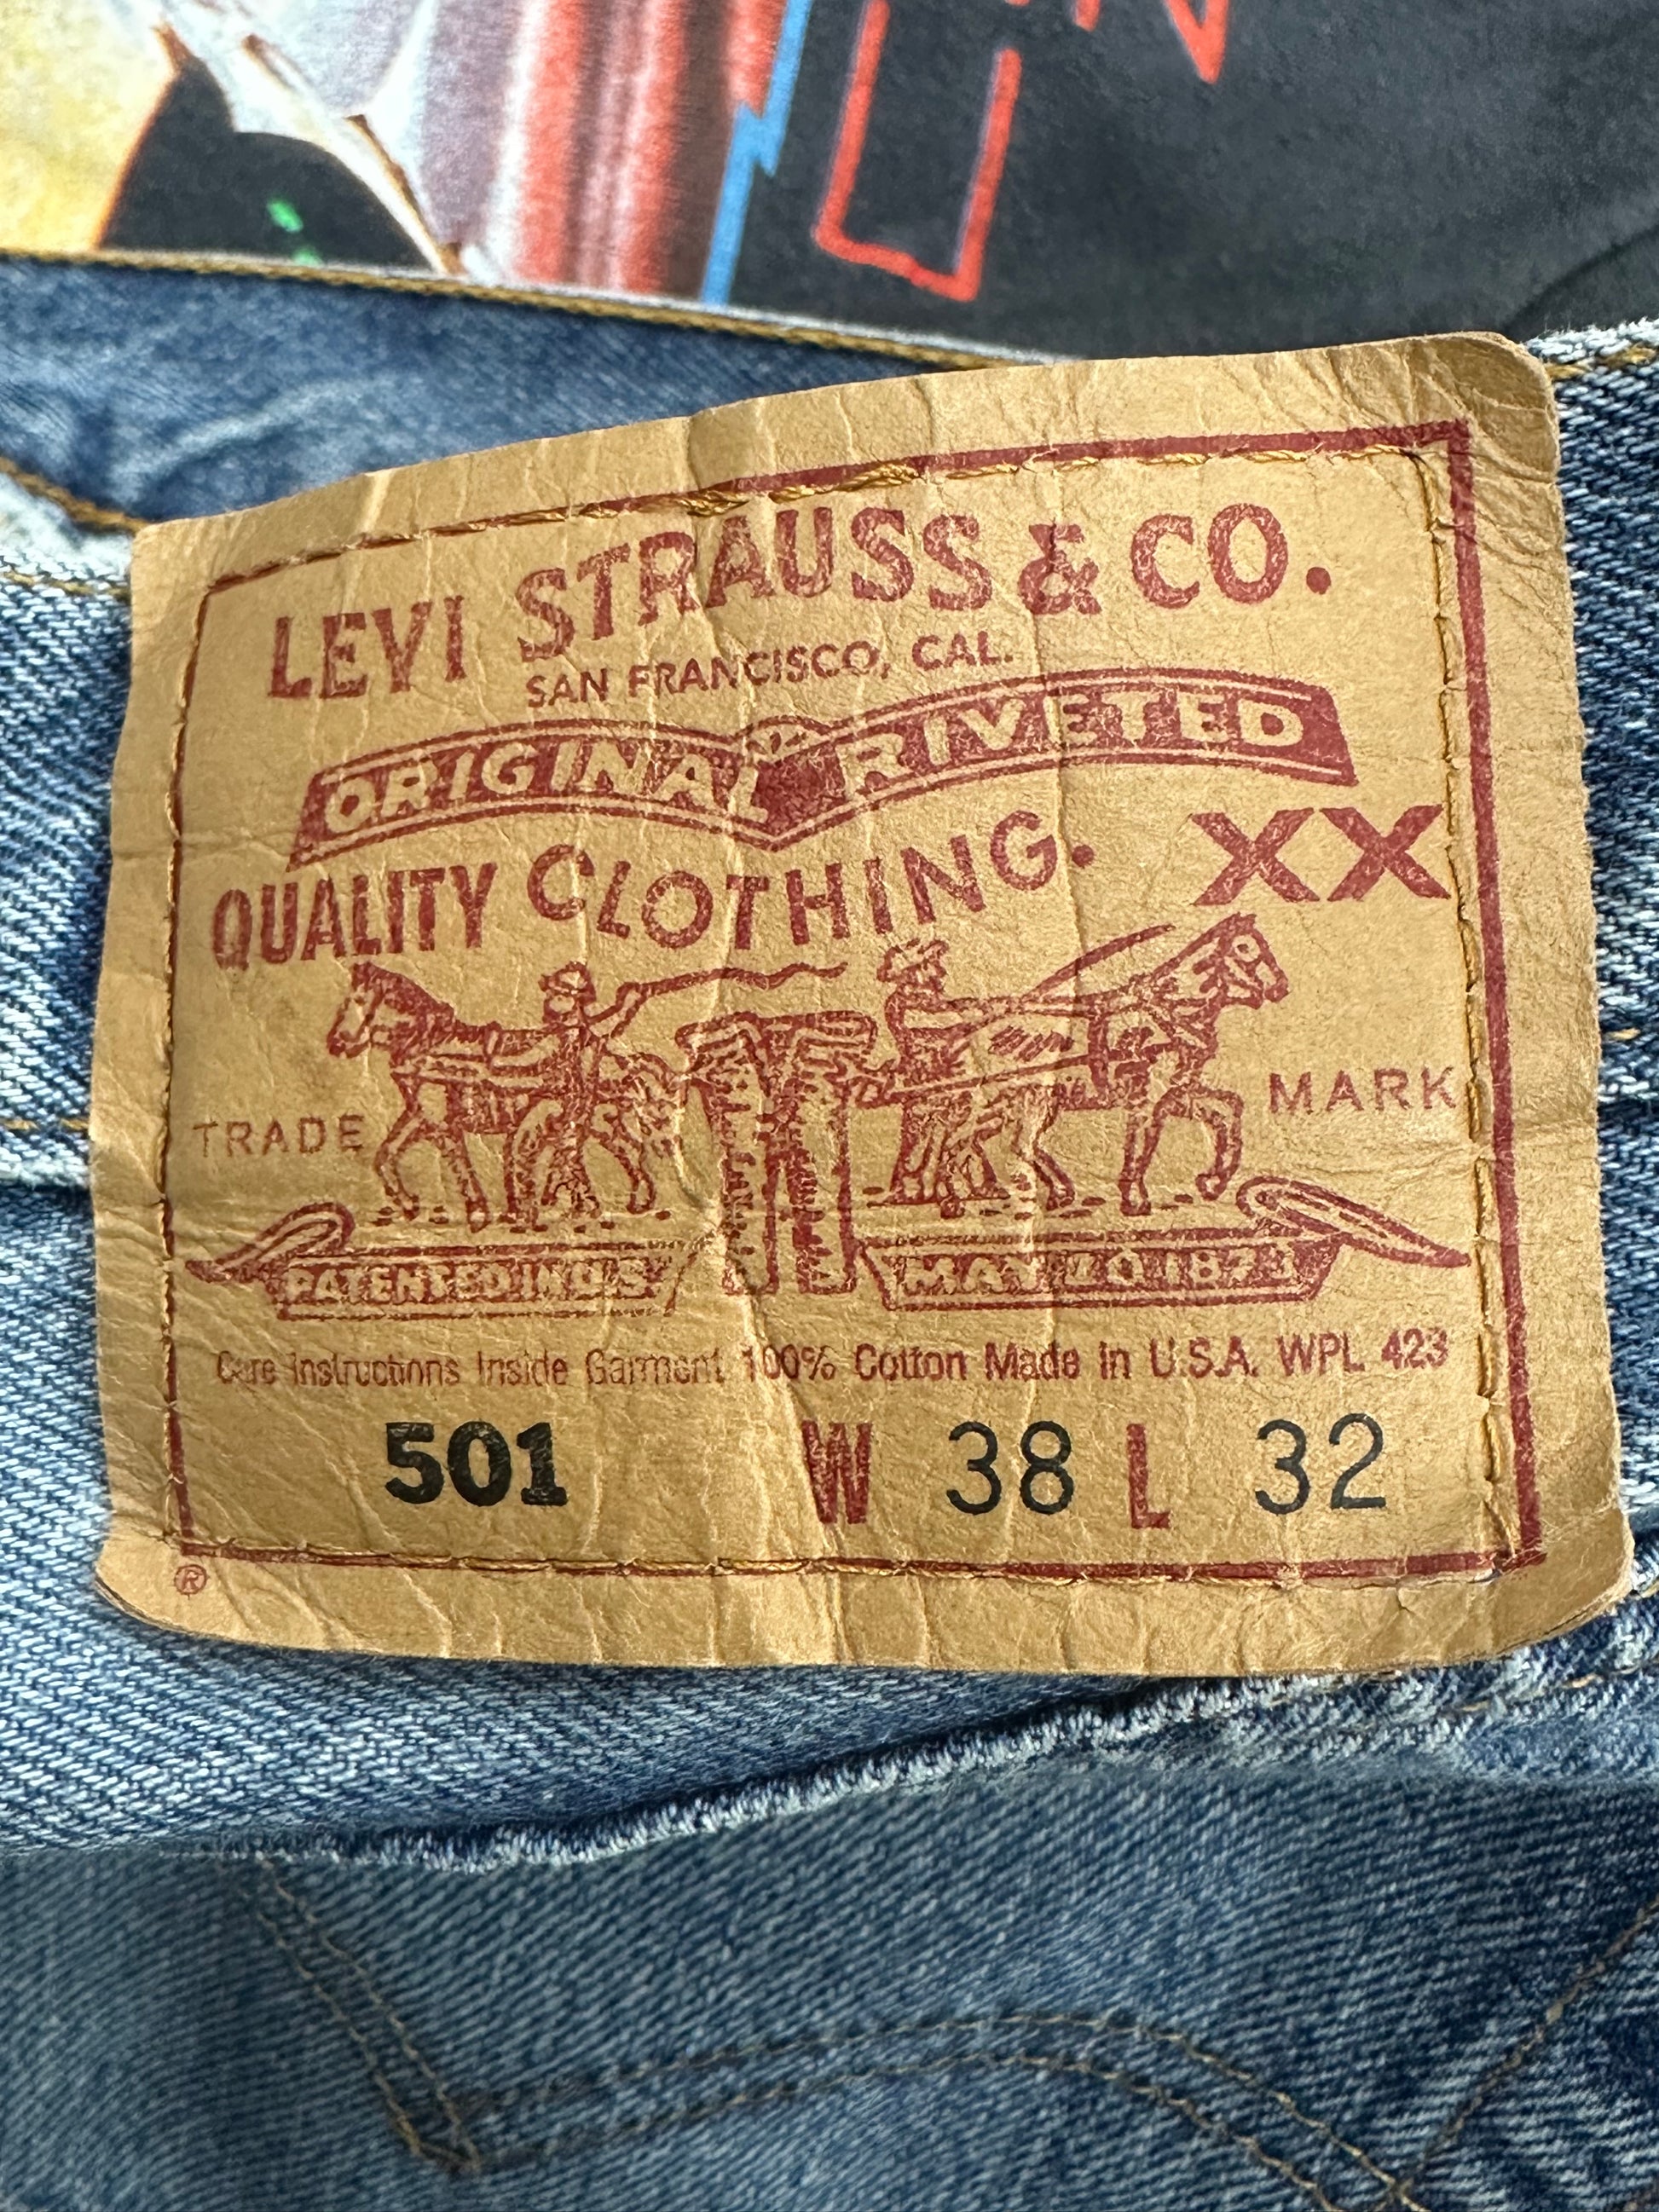 LEVI STRAUSS & CO.
SAN FRANCISCO, CAL.
ORIGINAL RIVETED
QUALITY CLOTHING. XX
TRADE MARK
PATENTED IN U.S. MAY 20 1873
Care Instructions Inside Garment 100% Cotton Made in U.S.A. WPL 423
501 W 38 L 32
®